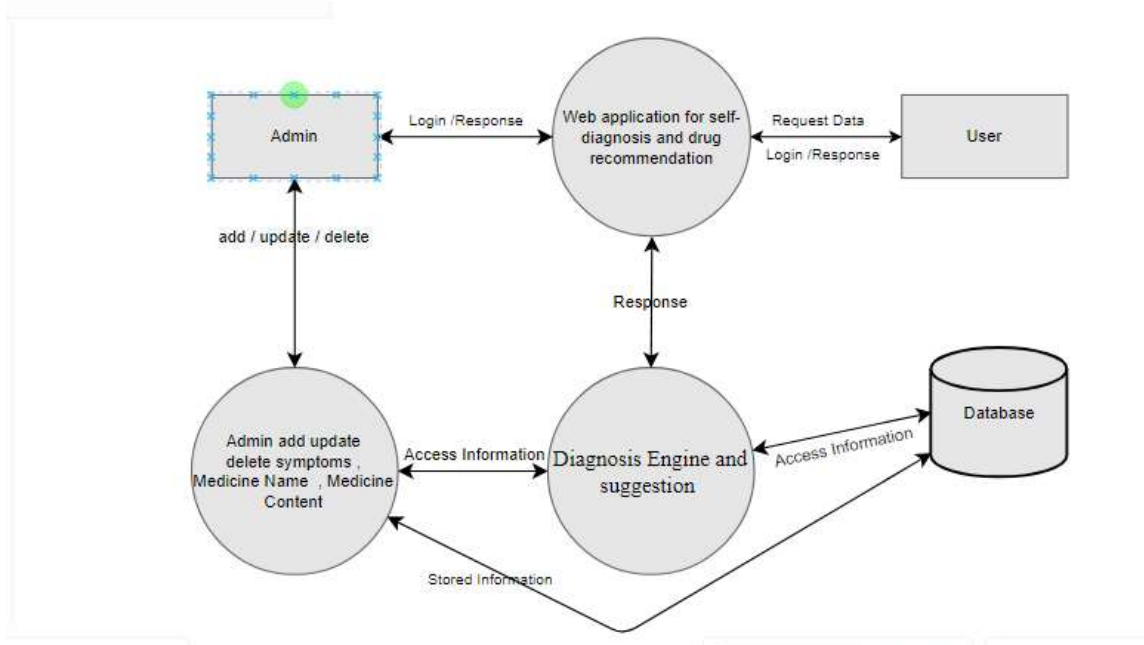 Admin
Login /Response
Web application for self-
diagnosis and drug
recommendation
Request Data
Login /Response
User
add / update / delete
Response
Admin add update
delete symptoms ,
Medicine Name , Medicine
Content
Access Information
Diagnosis Engine and
suggestion
Access Information
Database
Stored Information